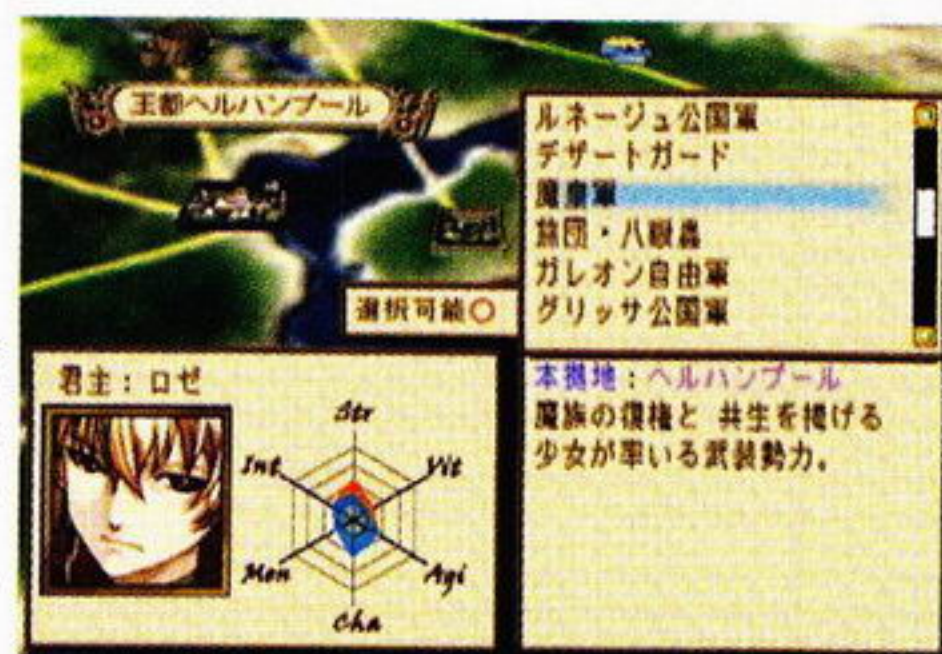 王都ヘルハンプール
ルネージュ公国軍
デザートガード
魔皇軍
旅団・八嶽轟
ガレオン自由軍
グリッサ公国軍
選択可能○
君主:ロゼ
Str
Int
Vit
Men
Agi
Cha
本拠地:ヘルハンプール
魔族の復権と 共生を掲げる
少女が率いる武装勢力。